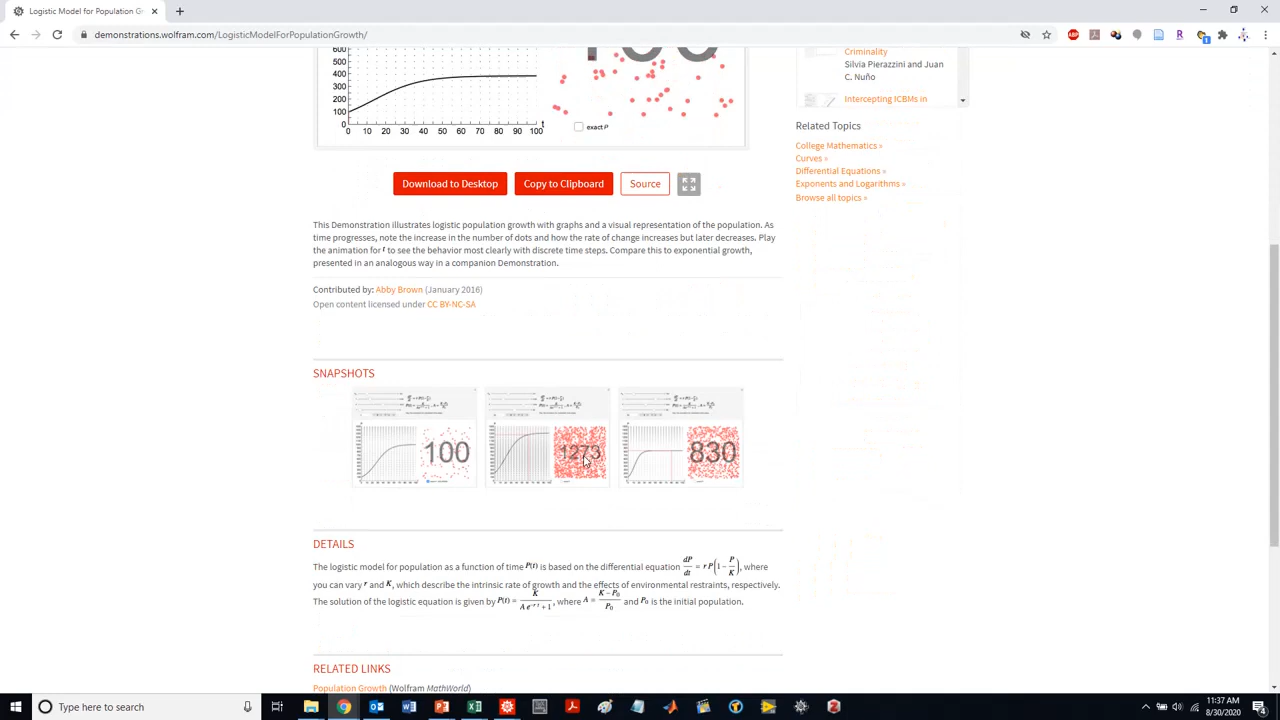 Logistic Model for Population Gr
demonstrations.wolfram.com/LogisticModelForPopulationGrowth/
600
500
400
300
200
100
0
0 10 20 30 40 50 60 70 80 90 100
t
exact P
Criminality
Silvia Pierazzini and Juan
C. Nuño
Intercepting ICBMs in
Related Topics
College Mathematics »
Curves »
Differential Equations »
Exponents and Logarithms »
Browse all topics »
Download to Desktop
Copy to Clipboard
Source
This Demonstration illustrates logistic population growth with graphs and a visual representation of the population. As
time progresses, note the increase in the number of dots and how the rate of change increases but later decreases. Play
the animation for t to see the behavior most clearly with discrete time steps. Compare this to exponential growth,
presented in an analogous way in a companion Demonstration.
Contributed by: Abby Brown (January 2016)
Open content licensed under CC BY-NC-SA
SNAPSHOTS
100
1273
830
DETAILS
The logistic model for population as a function of time P(t) is based on the differential equation dP/dt = r P(1 - P/K), where
you can vary r and K, which describe the intrinsic rate of growth and the effects of environmental restraints, respectively.
The solution of the logistic equation is given by P(t) = K/(A e^-r t + 1), where A = (K - P0)/P0 and P0 is the initial population.
RELATED LINKS
Population Growth (Wolfram MathWorld)
Type here to search
11:37 AM
8/30/2020